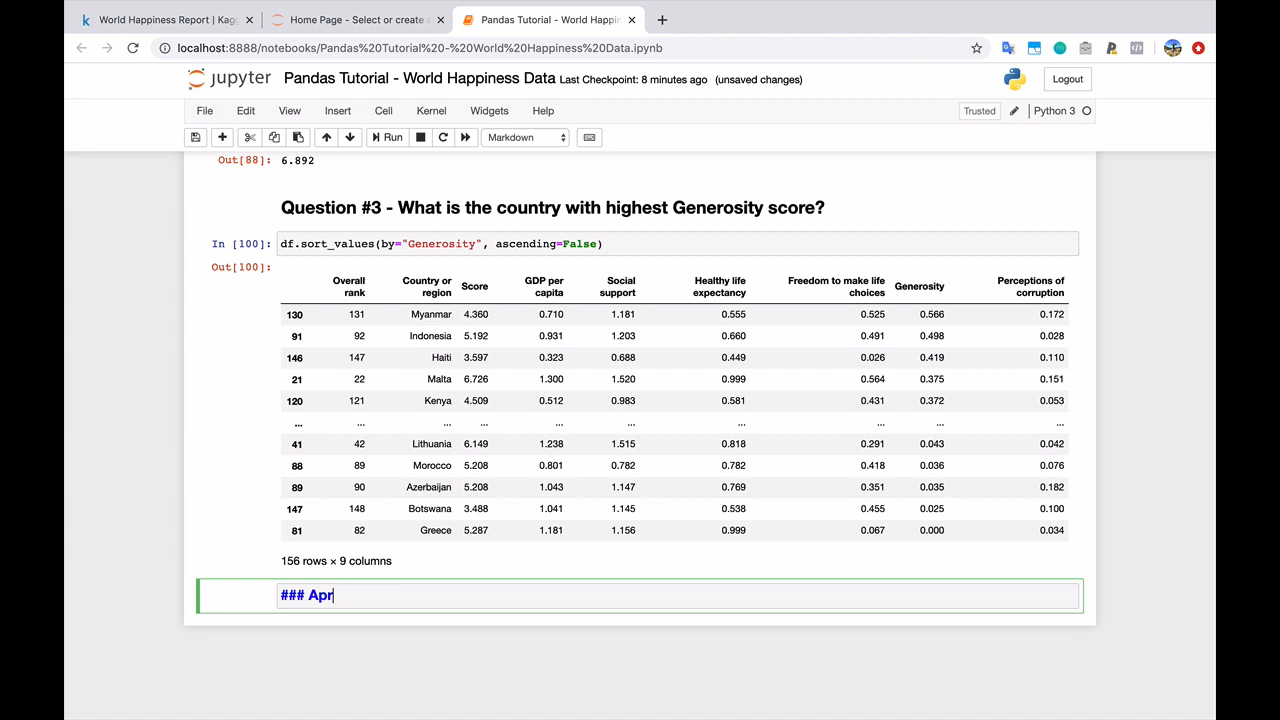 World Happiness Report | Kagg
Home Page - Select or create a
Pandas Tutorial - World Happin
localhost:8888/notebooks/Pandas%20Tutorial%20-%20World%20Happiness%20Data.ipynb
jupyter Pandas Tutorial - World Happiness Data Last Checkpoint: 8 minutes ago (unsaved changes) Logout
File Edit View Insert Cell Kernel Widgets Help Trusted Python 3
Run Markdown
Out[88]: 6.892
Question #3 - What is the country with highest Generosity score?
In [100]: df.sort_values(by="Generosity", ascending=False)
Out[100]:
Overall rank Country or region Score GDP per capita Social support Healthy life expectancy Freedom to make life choices Generosity Perceptions of corruption
130 131 Myanmar 4.360 0.710 1.181 0.555 0.525 0.566 0.172
91 92 Indonesia 5.192 0.931 1.203 0.660 0.491 0.498 0.028
146 147 Haiti 3.597 0.323 0.688 0.449 0.026 0.419 0.110
21 22 Malta 6.726 1.300 1.520 0.999 0.564 0.375 0.151
120 121 Kenya 4.509 0.512 0.983 0.581 0.431 0.372 0.053
... ... ... ... ... ... ... ... ... ...
41 42 Lithuania 6.149 1.238 1.515 0.818 0.291 0.043 0.042
88 89 Morocco 5.208 0.801 0.782 0.782 0.418 0.036 0.076
89 90 Azerbaijan 5.208 1.043 1.147 0.769 0.351 0.035 0.182
147 148 Botswana 3.488 1.041 1.145 0.538 0.455 0.025 0.100
81 82 Greece 5.287 1.181 1.156 0.999 0.067 0.000 0.034
156 rows × 9 columns
### Apr